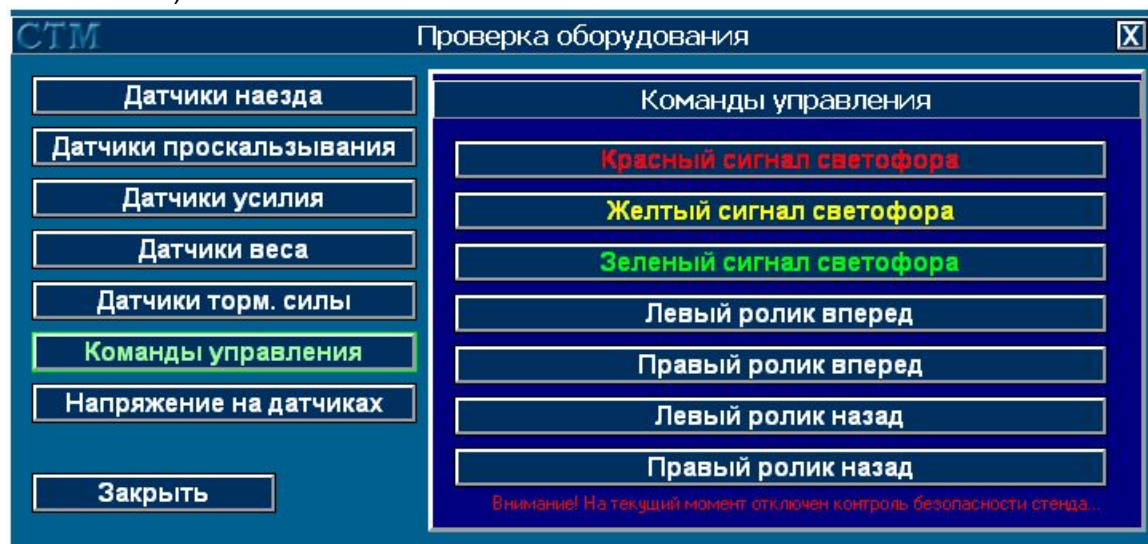 СТМ
Проверка оборудования
X
Датчики наезда
Датчики проскальзывания
Датчики усилия
Датчики веса
Датчики торм. силы
Команды управления
Напряжение на датчиках
Закрыть
Команды управления
Красный сигнал светофора
Желтый сигнал светофора
Зеленый сигнал светофора
Левый ролик вперед
Правый ролик вперед
Левый ролик назад
Правый ролик назад
Внимание! На текущий момент отключен контроль безопасности стенда...